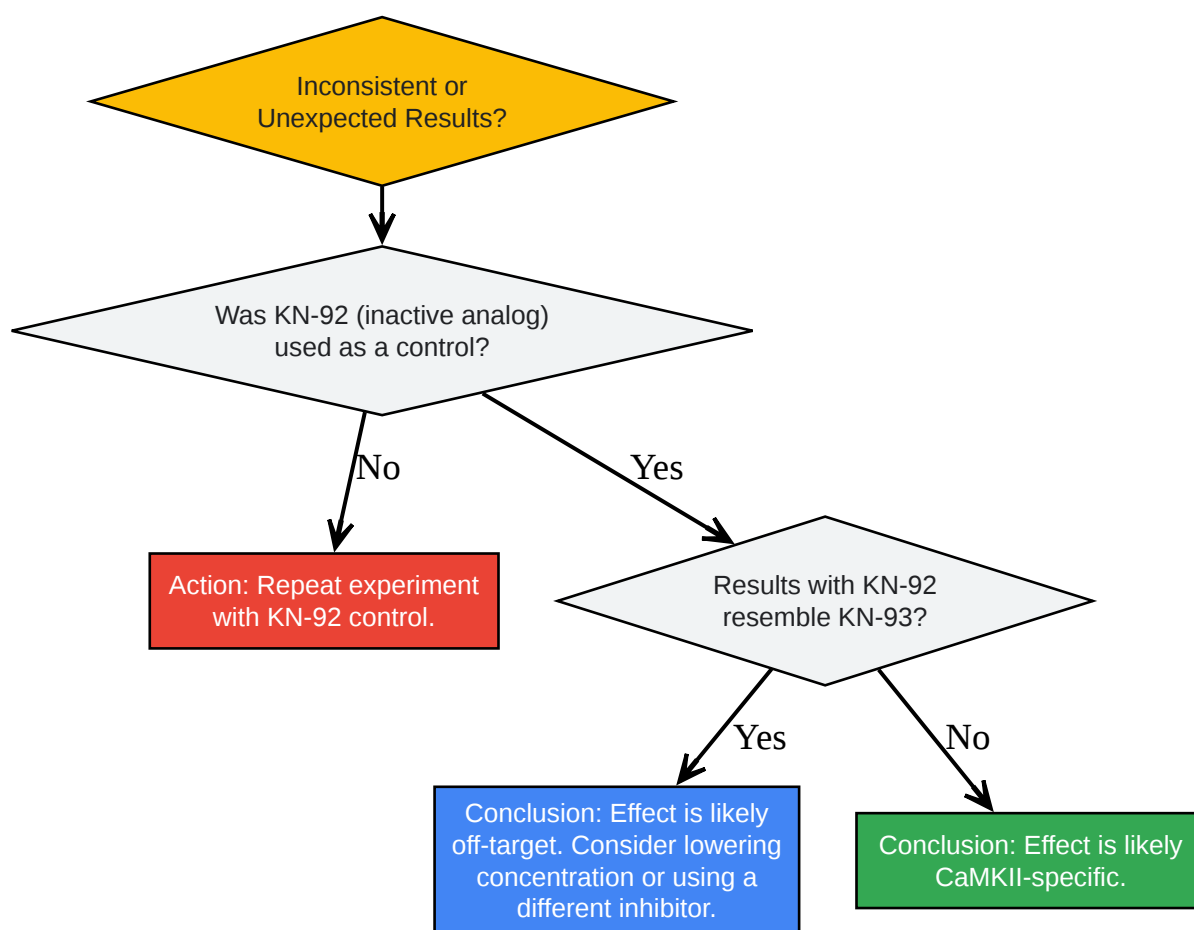 Inconsistent or
Unexpected Results?
Was KN-92 (inactive analog)
used as a control?
No
Yes
Action: Repeat experiment
with KN-92 control.
Results with KN-92
resemble KN-93?
Yes
No
Conclusion: Effect is likely
off-target. Consider lowering
concentration or using a
different inhibitor.
Conclusion: Effect is likely
CaMKII-specific.